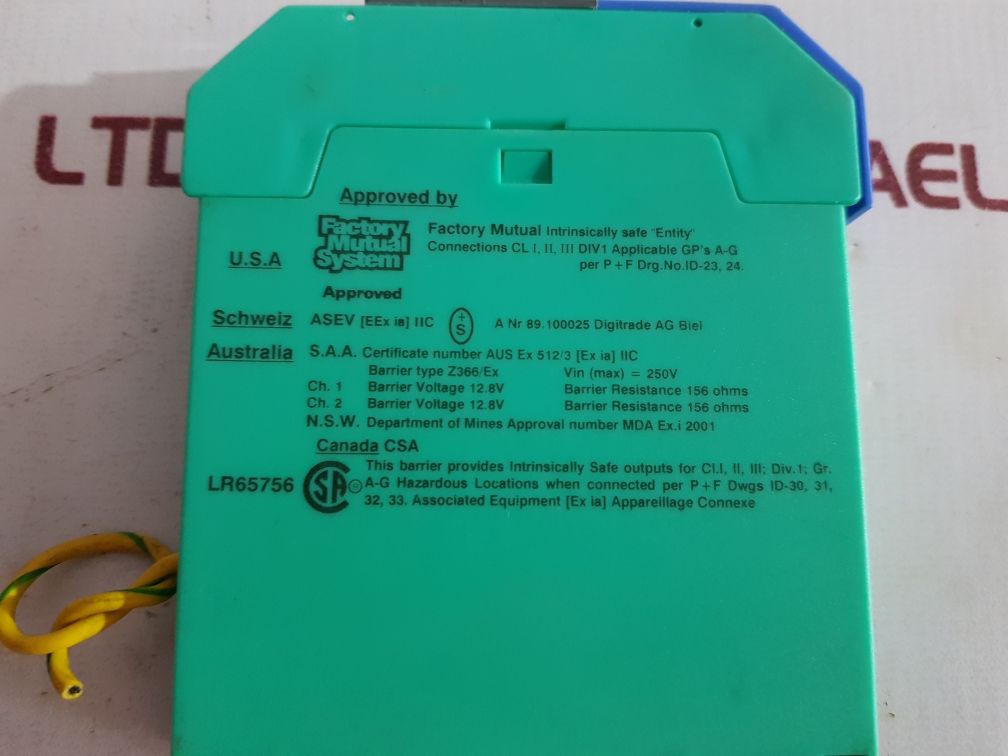 LTD
AEL
Approved by
U.S.A
Factory
Mutual
System
Approved
Factory Mutual Intrinsically safe "Entity"
Connections CL I, II, III DIV1 Applicable GP's A-G
per P+F Drg.No.ID-23, 24.
Schweiz ASEV [EEx ia] IIC +S A Nr 89.100025 Digitrade AG Biel
Australia S.A.A. Certificate number AUS Ex 512/3 [Ex ia] IIC
Barrier type Z366/Ex Vin (max) = 250V
Ch. 1 Barrier Voltage 12.8V Barrier Resistance 156 ohms
Ch. 2 Barrier Voltage 12.8V Barrier Resistance 156 ohms
N.S.W. Department of Mines Approval number MDA Ex.i 2001
Canada CSA
LR65756 SA ®
This barrier provides Intrinsically Safe outputs for Cl.I, II, III; Div.1; Gr.
A-G Hazardous Locations when connected per P+F Dwgs ID-30, 31,
32, 33. Associated Equipment [Ex ia] Appareillage Connexe